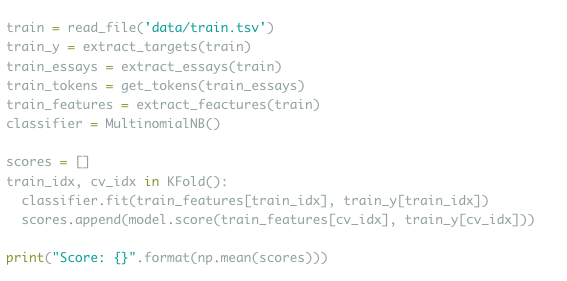 train = read_file('data/train.tsv')
train_y = extract_targets(train)
train_essays = extract_essays(train)
train_tokens = get_tokens(train_essays)
train_features = extract_feactures(train)
classifier = MultinomialNB()

scores = []
train_idx, cv_idx in KFold():
  classifier.fit(train_features[train_idx], train_y[train_idx])
  scores.append(model.score(train_features[cv_idx], train_y[cv_idx]))

print("Score: {}".format(np.mean(scores)))